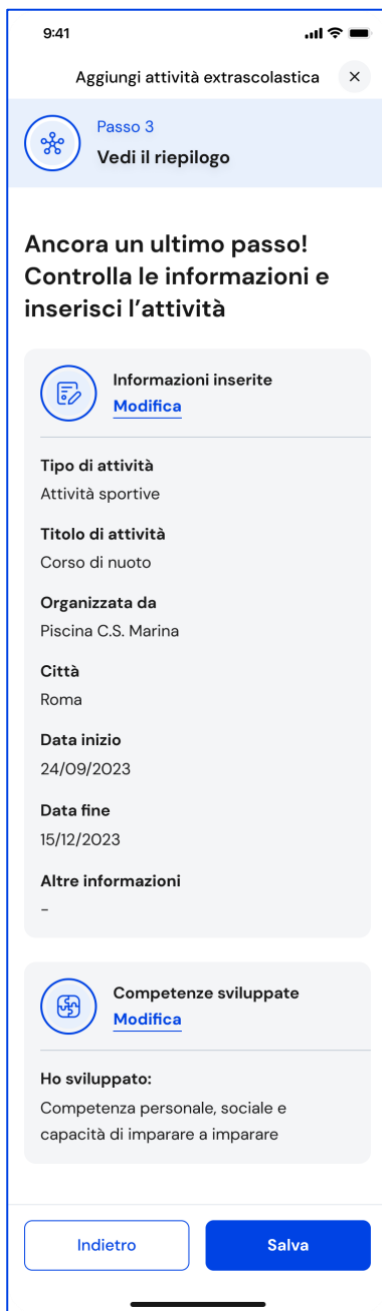 9:41
Aggiungi attività extrascolastica
Passo 3
Vedi il riepilogo
Ancora un ultimo passo!
Controlla le informazioni e
inserisci l’attività
Informazioni inserite
Modifica
Tipo di attività
Attività sportive
Titolo di attività
Corso di nuoto
Organizzata da
Piscina C.S. Marina
Città
Roma
Data inizio
24/09/2023
Data fine
15/12/2023
Altre informazioni
–
Competenze sviluppate
Modifica
Ho sviluppato:
Competenza personale, sociale e
capacità di imparare a imparare
Indietro
Salva